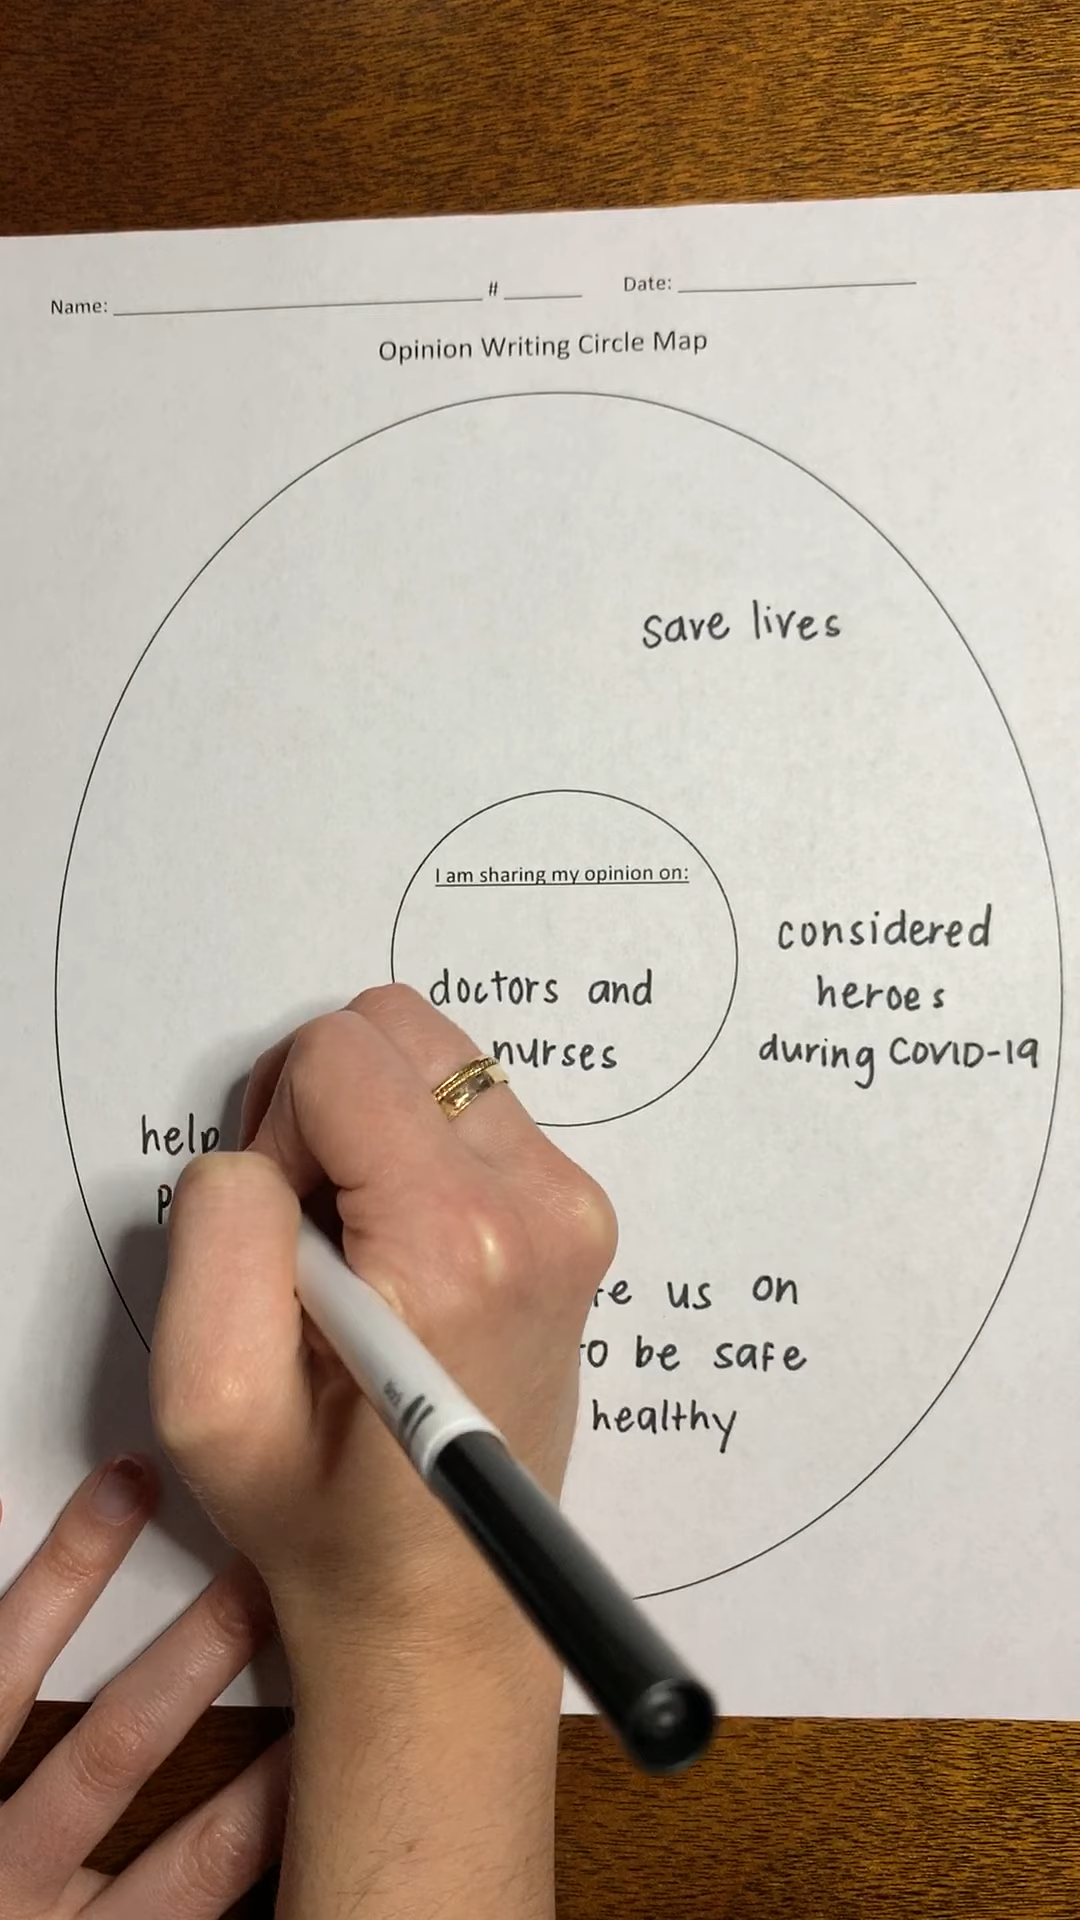 Name: # Date:
Opinion Writing Circle Map
save lives
I am sharing my opinion on:
doctors and
nurses
considered
heroes
during COVID-19
help
us on
be safe
healthy